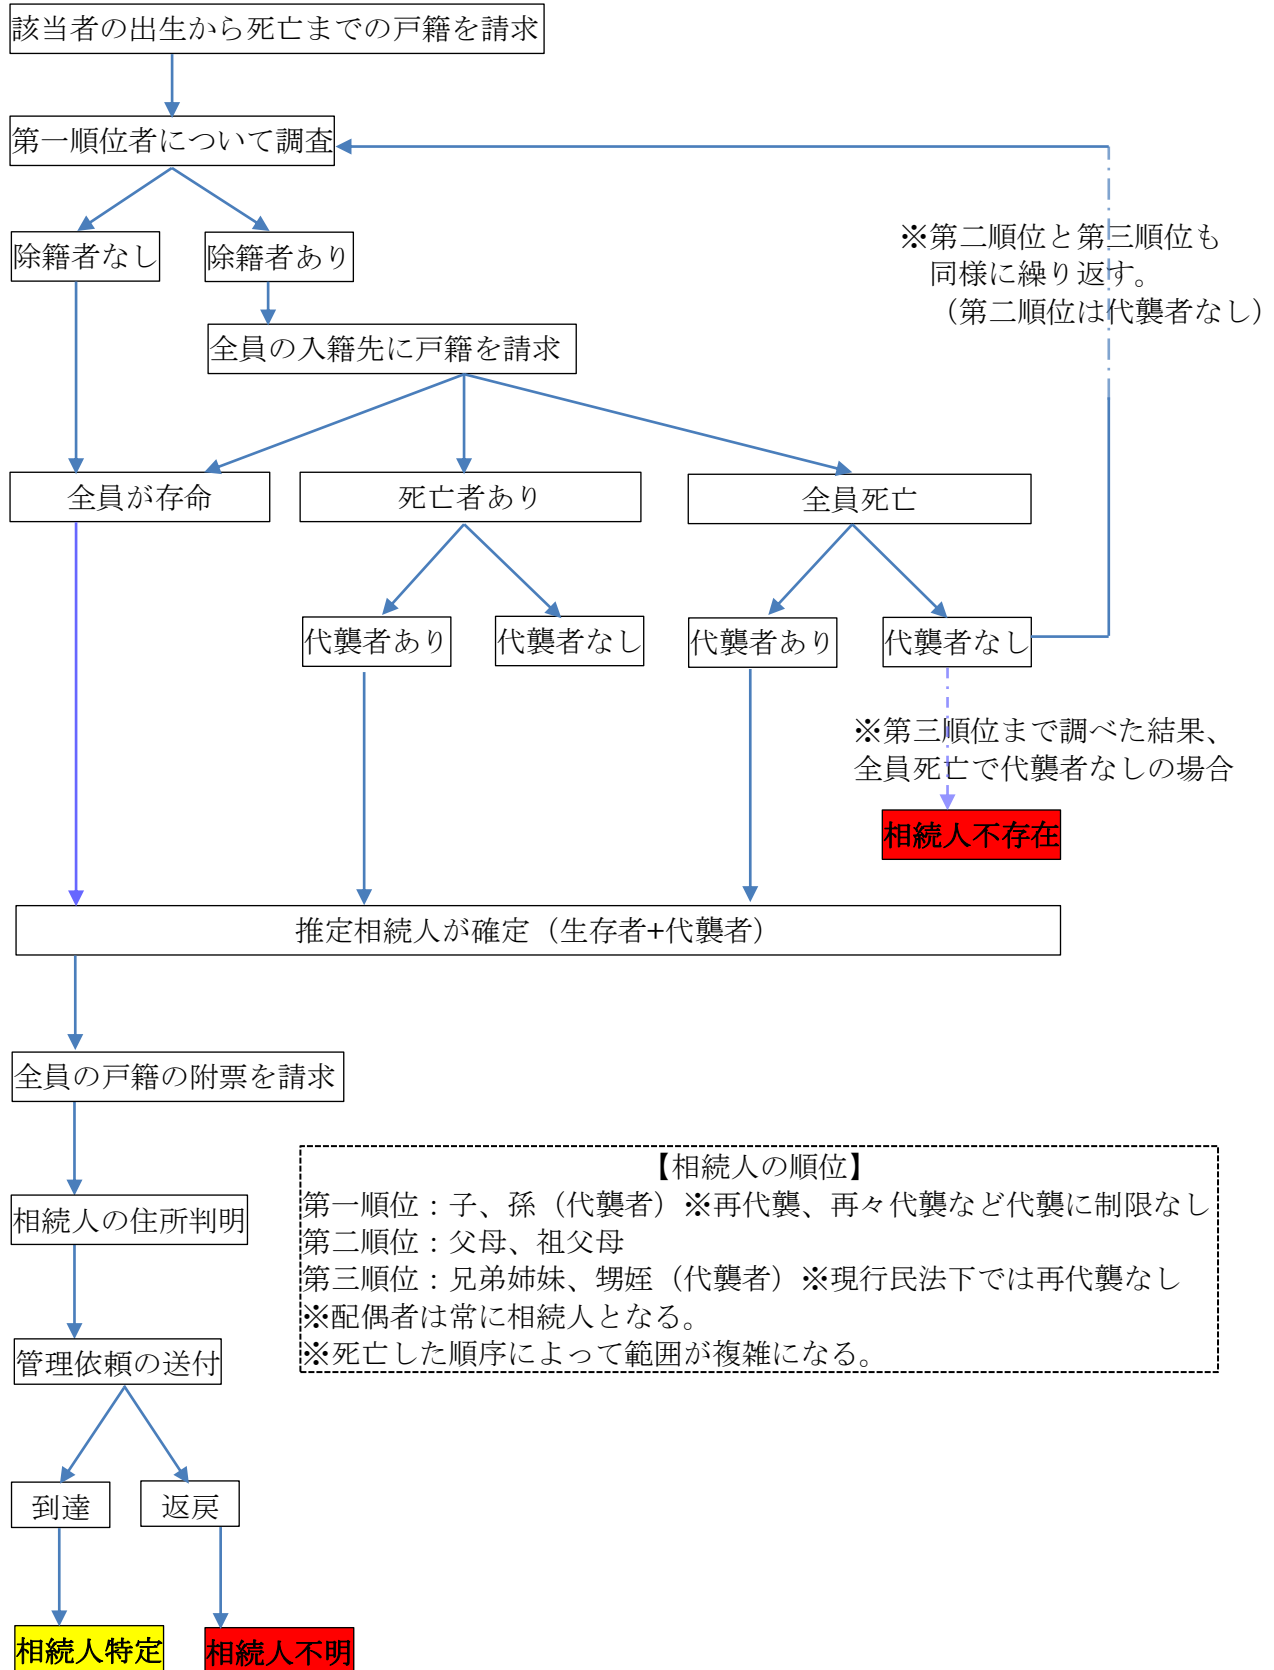 該当者の出生から死亡までの戸籍を請求
第一順位者について調査
除籍者なし
除籍者あり
※第二順位と第三順位も
同様に繰り返す。
（第二順位は代襲者なし）
全員の入籍先に戸籍を請求
全員が存命
死亡者あり
全員死亡
代襲者あり
代襲者なし
代襲者あり
代襲者なし
※第三順位まで調べた結果、
全員死亡で代襲者なしの場合
相続人不存在
推定相続人が確定（生存者+代襲者）
全員の戸籍の附票を請求
相続人の住所判明
【相続人の順位】
第一順位：子、孫（代襲者）※再代襲、再々代襲など代襲に制限なし
第二順位：父母、祖父母
第三順位：兄弟姉妹、甥姪（代襲者）※現行民法下では再代襲なし
※配偶者は常に相続人となる。
※死亡した順序によって範囲が複雑になる。
管理依頼の送付
到達
返戻
相続人特定
相続人不明